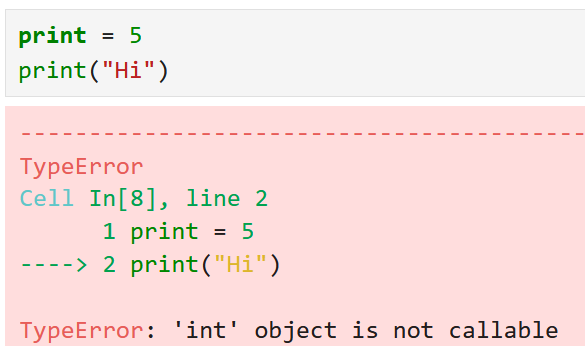 print = 5
print("Hi")
---------------------------------------------
TypeError
Cell In[8], line 2
      1 print = 5
----> 2 print("Hi")
TypeError: 'int' object is not callable